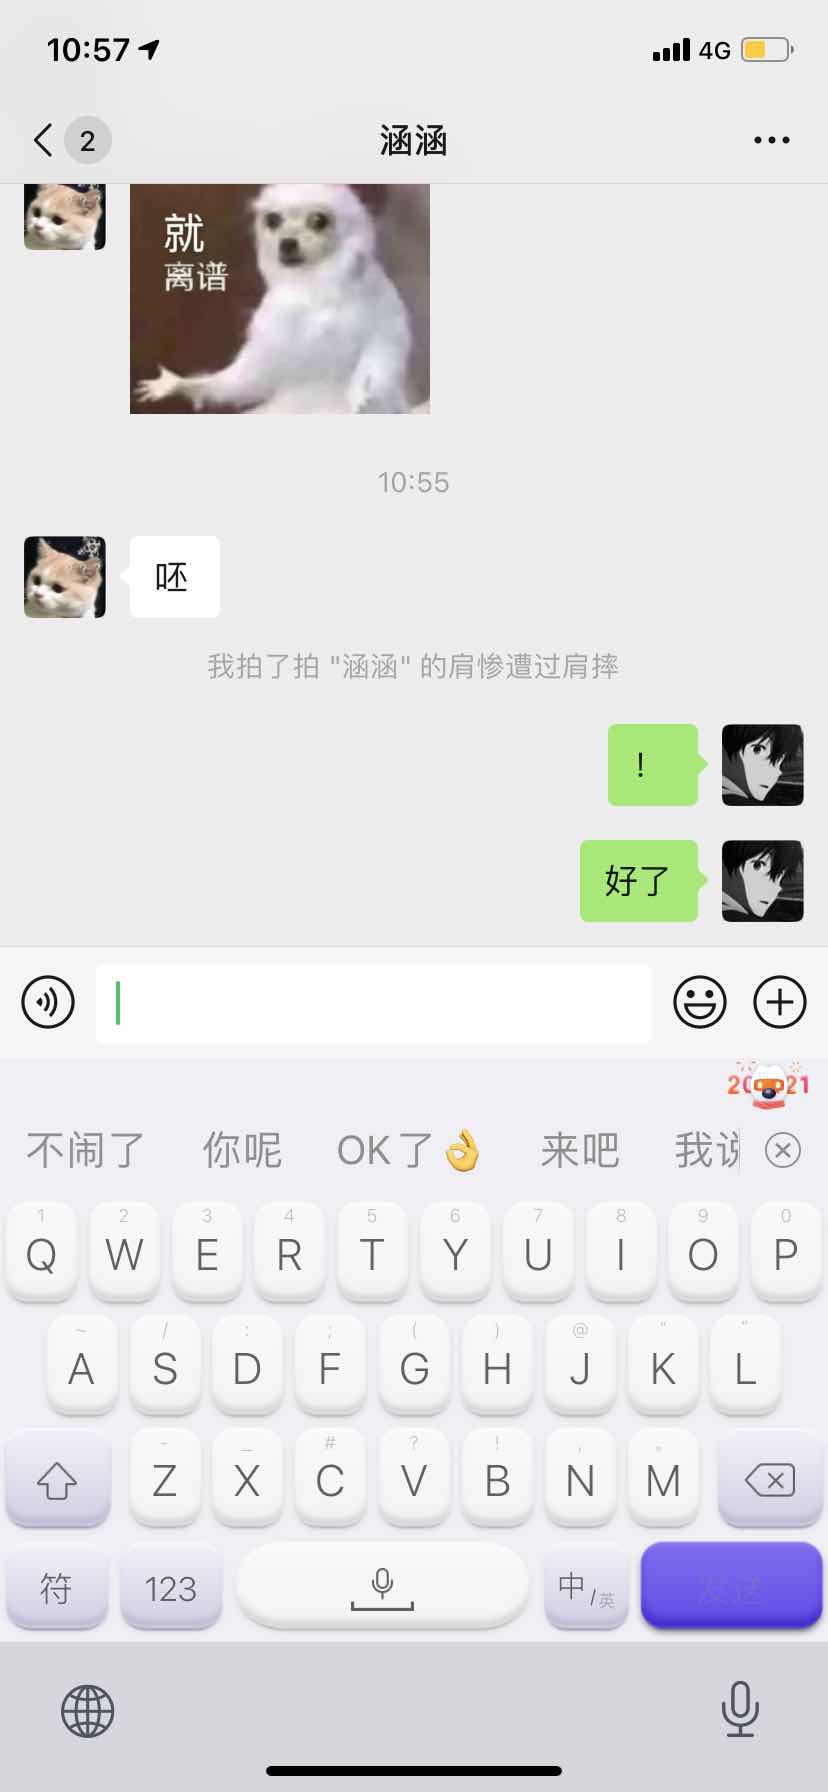 10:57
4G
2
涵涵
就
离谱
10:55
呸
我拍了拍 "涵涵" 的肩惨遭过肩摔
！
好了
2021
不闹了 你呢 OK了👌 来吧 我说
1 2 3 4 5 6 7 8 9 0
Q W E R T Y U I O P
~ / : ; ( ) @ " "
A S D F G H J K L
- _ # ? ! , 。
Z X C V B N M
符 123 中/英 发送